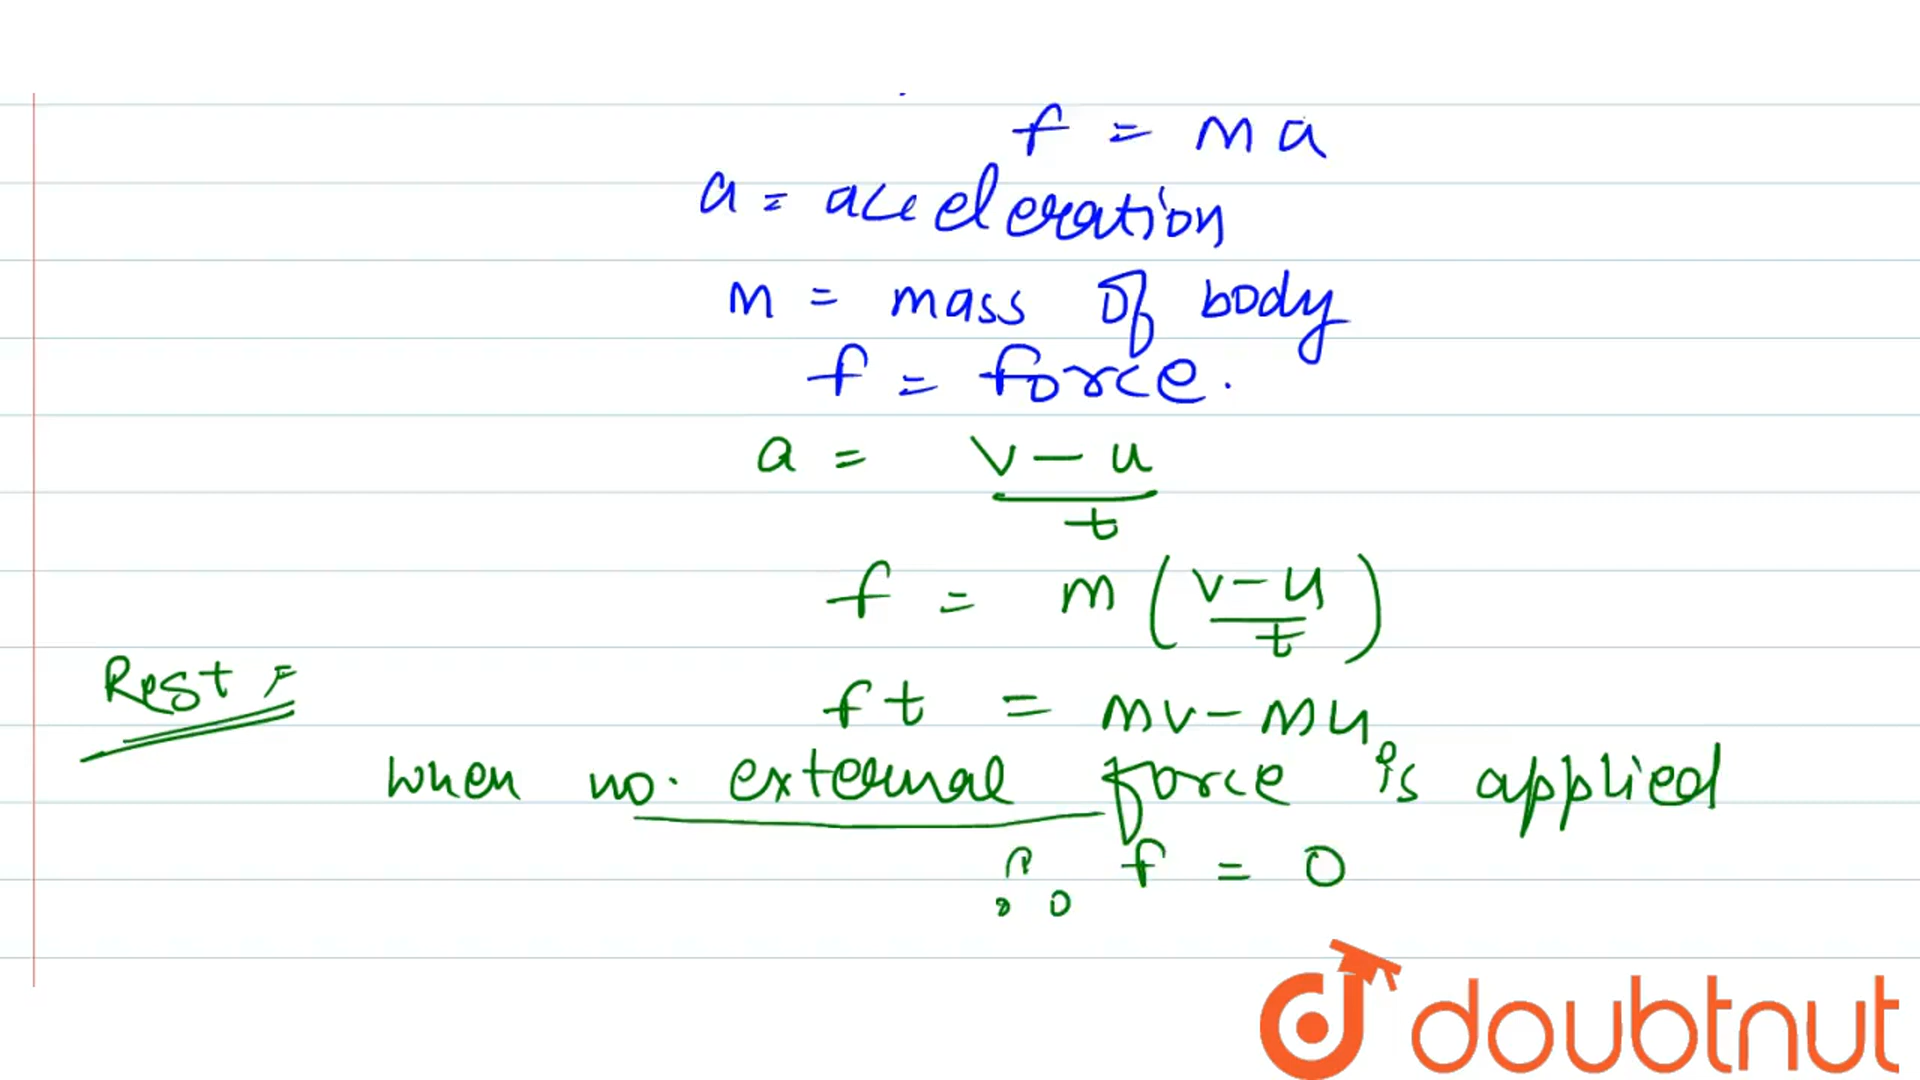 f = ma
a = acceleration
m = mass of body
f = force.
a = v - u
t
f = m ( v - u )
t
Rest =
ft = mv - mu
When no. external force is applied
∴ f = 0
doubtnut